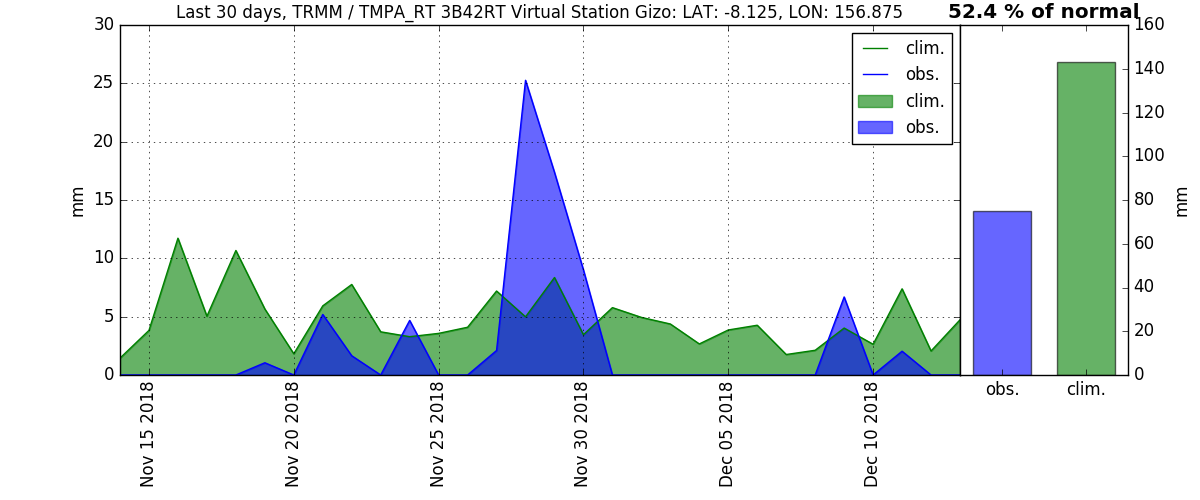 Last 30 days, TRMM / TMPA_RT 3B42RT Virtual Station Gizo: LAT: -8.125, LON: 156.875
52.4 % of normal
30
25
20
15
10
5
0
mm
clim.
obs.
clim.
obs.
Nov 15 2018
Nov 20 2018
Nov 25 2018
Nov 30 2018
Dec 05 2018
Dec 10 2018
160
140
120
100
80
60
40
20
0
mm
obs.
clim.